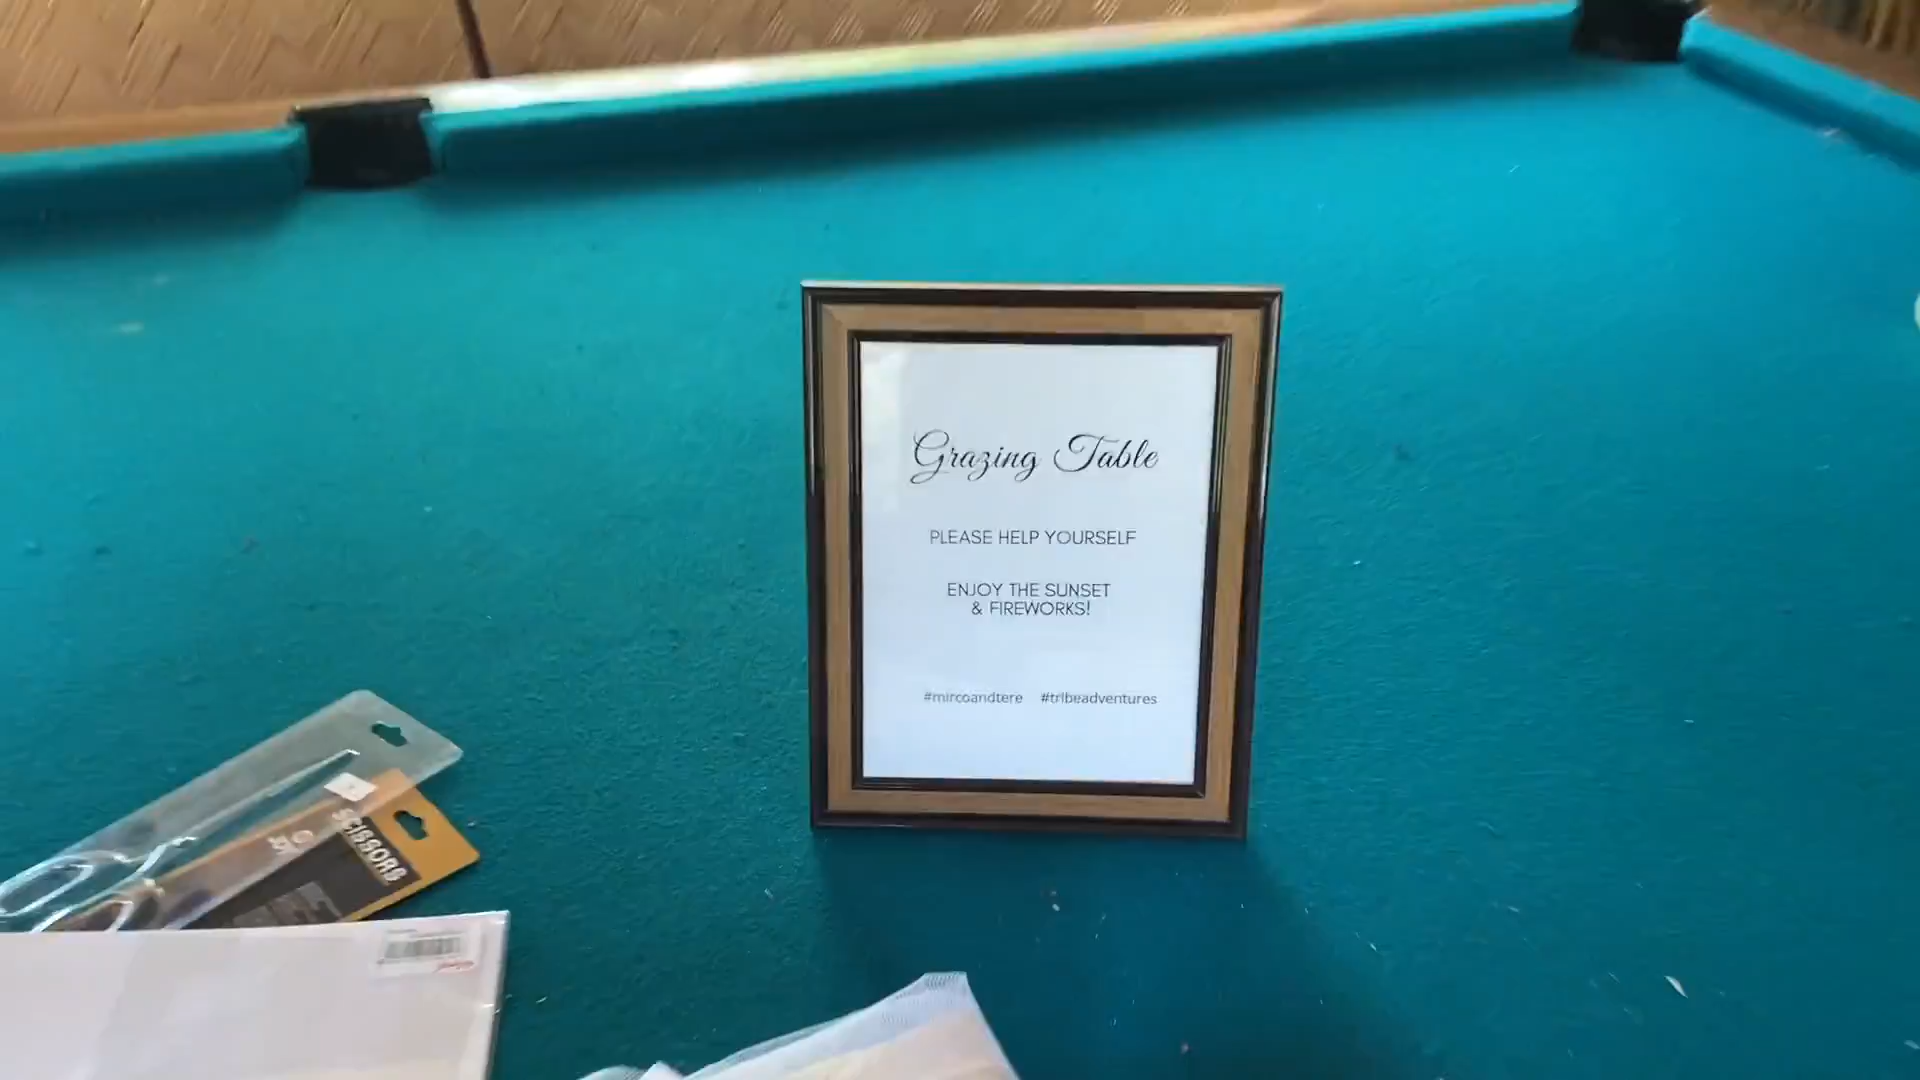 Grazing Table
PLEASE HELP YOURSELF
ENJOY THE SUNSET
& FIREWORKS!
#mircoandtere #tribeadventures
SCISSORS